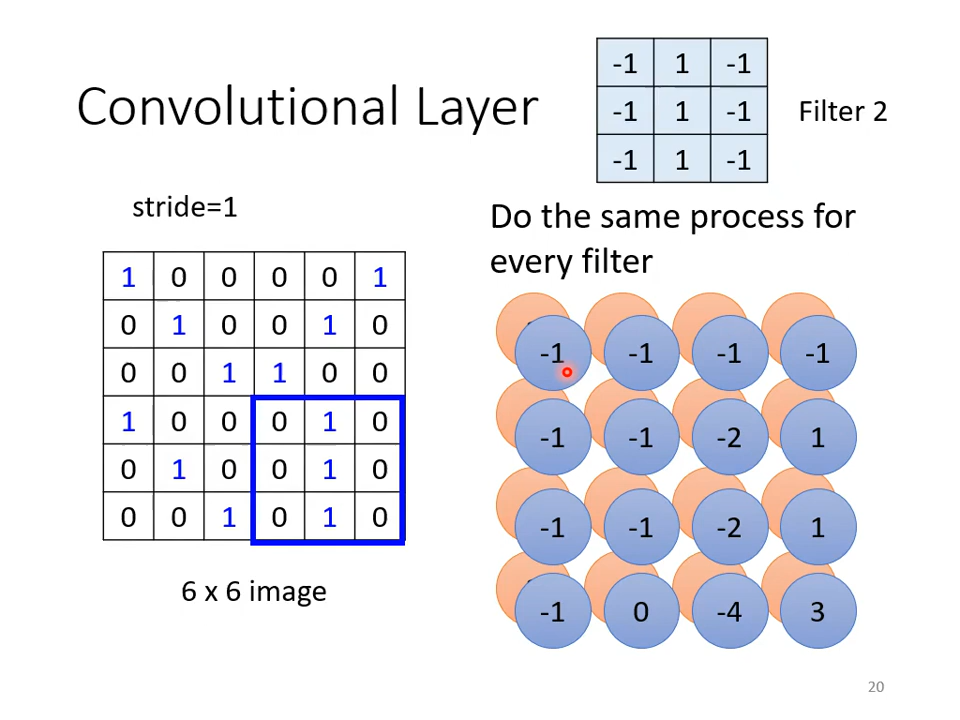 Convolutional Layer
-1 1 -1
-1 1 -1
-1 1 -1
Filter 2
stride=1
1 0 0 0 0 1
0 1 0 0 1 0
0 0 1 1 0 0
1 0 0 0 1 0
0 1 0 0 1 0
0 0 1 0 1 0
6 x 6 image
Do the same process for
every filter
-1 -1 -1 -1
-1 -1 -2 1
-1 -1 -2 1
-1 0 -4 3
20